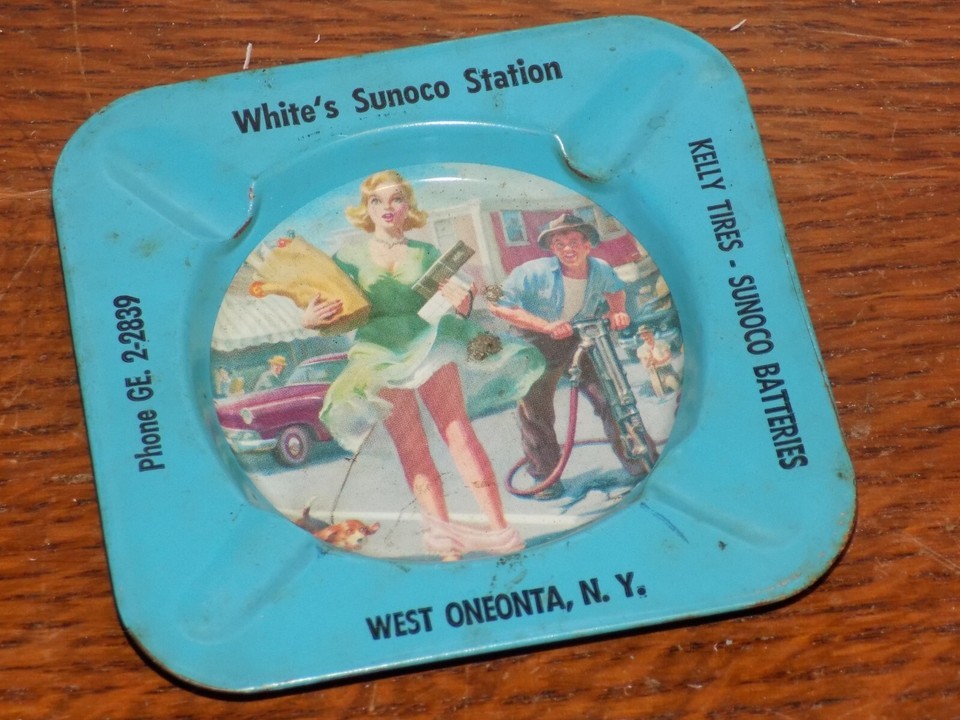 White's Sunoco Station
KELLY TIRES - SUNOCO BATTERIES
Phone GE. 2-2839
WEST ONEONTA, N. Y.